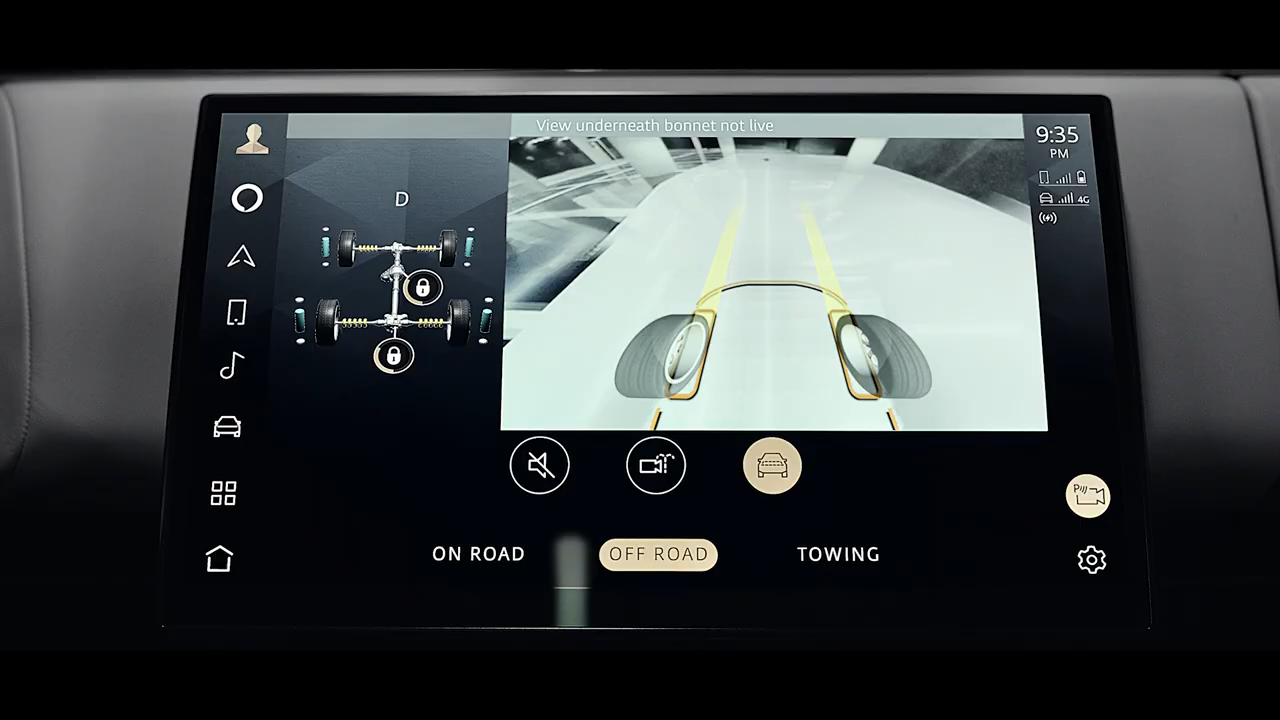 View underneath bonnet not live
9:35
PM
4G
D
P
ON ROAD
OFF ROAD
TOWING